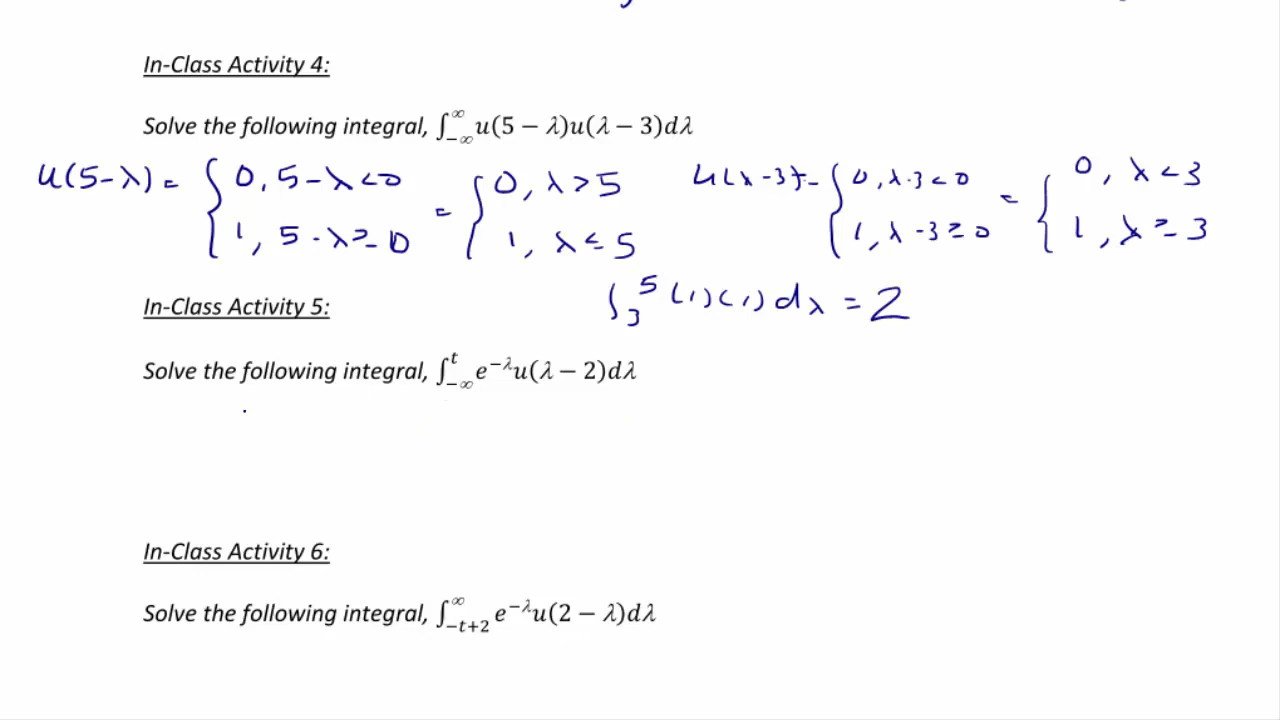 In-Class Activity 4:
Solve the following integral, ∫_{−∞}^{∞} u(5 − λ)u(λ − 3)dλ
u(5-λ) = { 0, 5-λ<0 ; 1, 5-λ≥0 = { 0, λ>5 ; 1, λ≤5
u(λ-3) = { 0, λ-3<0 ; 1, λ-3≥0 = { 0, λ<3 ; 1, λ≥3
∫_3^5 (1)(1) dλ = 2
In-Class Activity 5:
Solve the following integral, ∫_{−∞}^{t} e^{−λ}u(λ − 2)dλ
In-Class Activity 6:
Solve the following integral, ∫_{−t+2}^{∞} e^{−λ}u(2 − λ)dλ